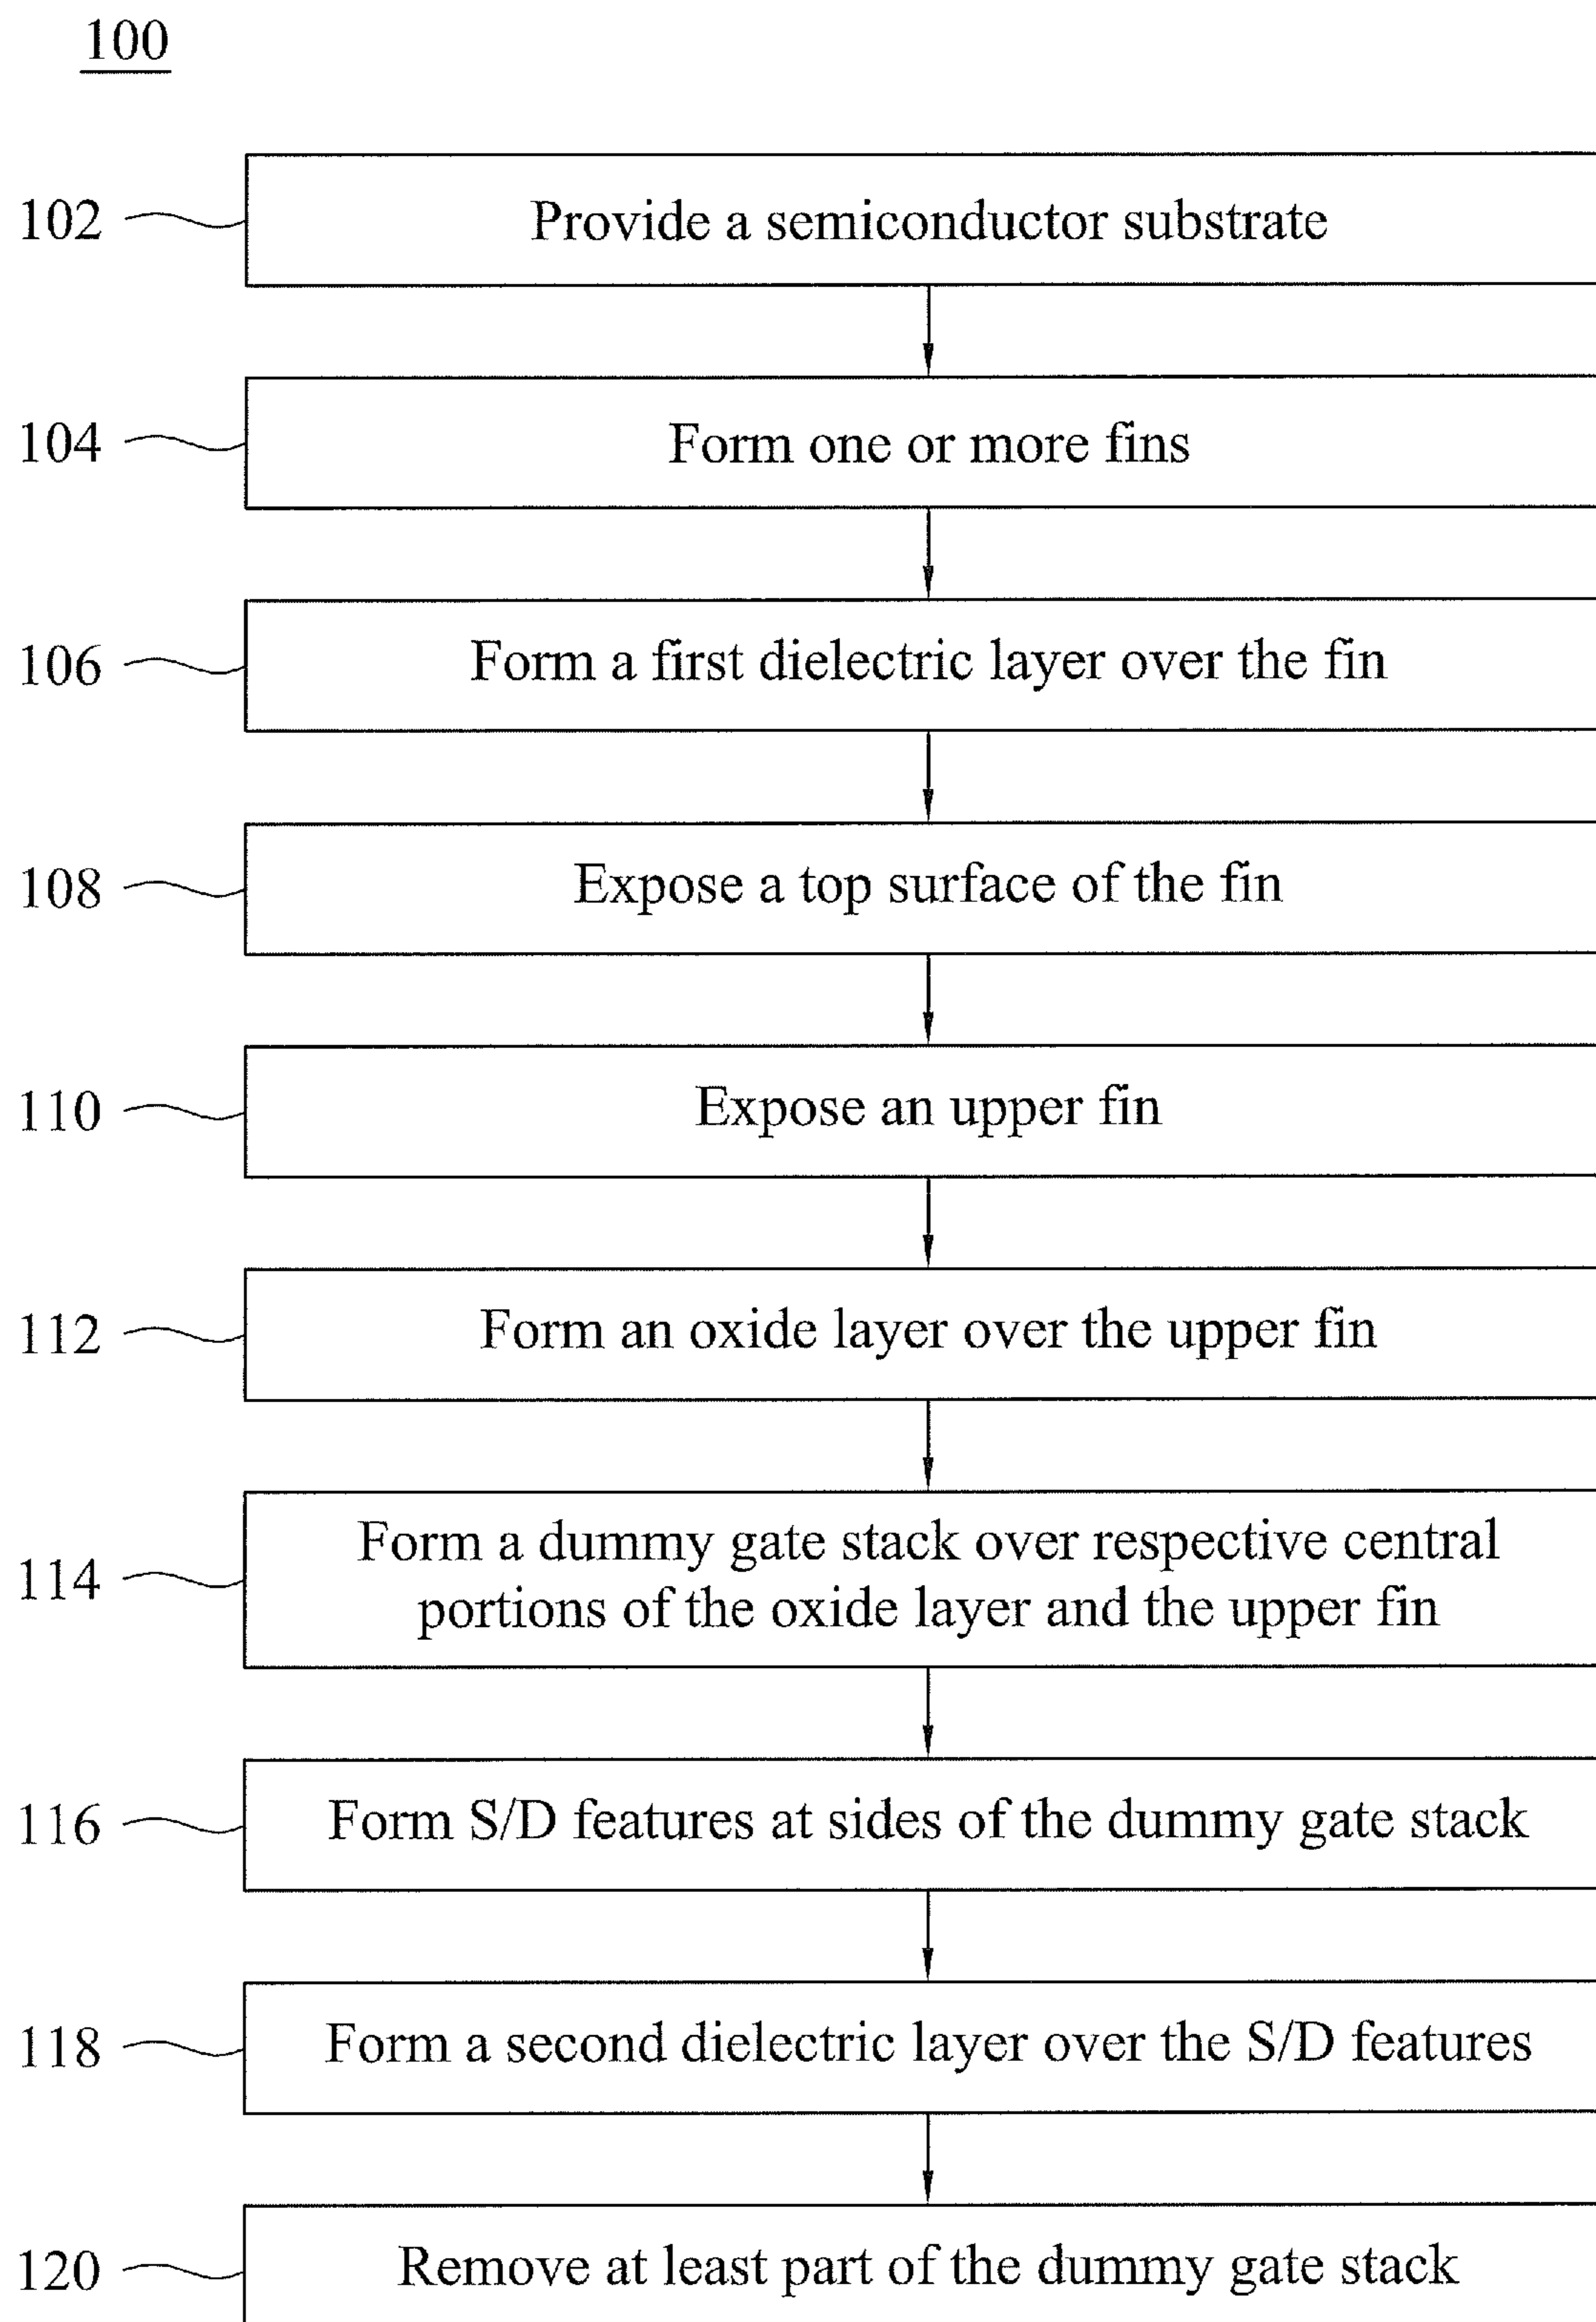 100
102 Provide a semiconductor substrate
104 Form one or more fins
106 Form a first dielectric layer over the fin
108 Expose a top surface of the fin
110 Expose an upper fin
112 Form an oxide layer over the upper fin
114 Form a dummy gate stack over respective central
portions of the oxide layer and the upper fin
116 Form S/D features at sides of the dummy gate stack
118 Form a second dielectric layer over the S/D features
120 Remove at least part of the dummy gate stack